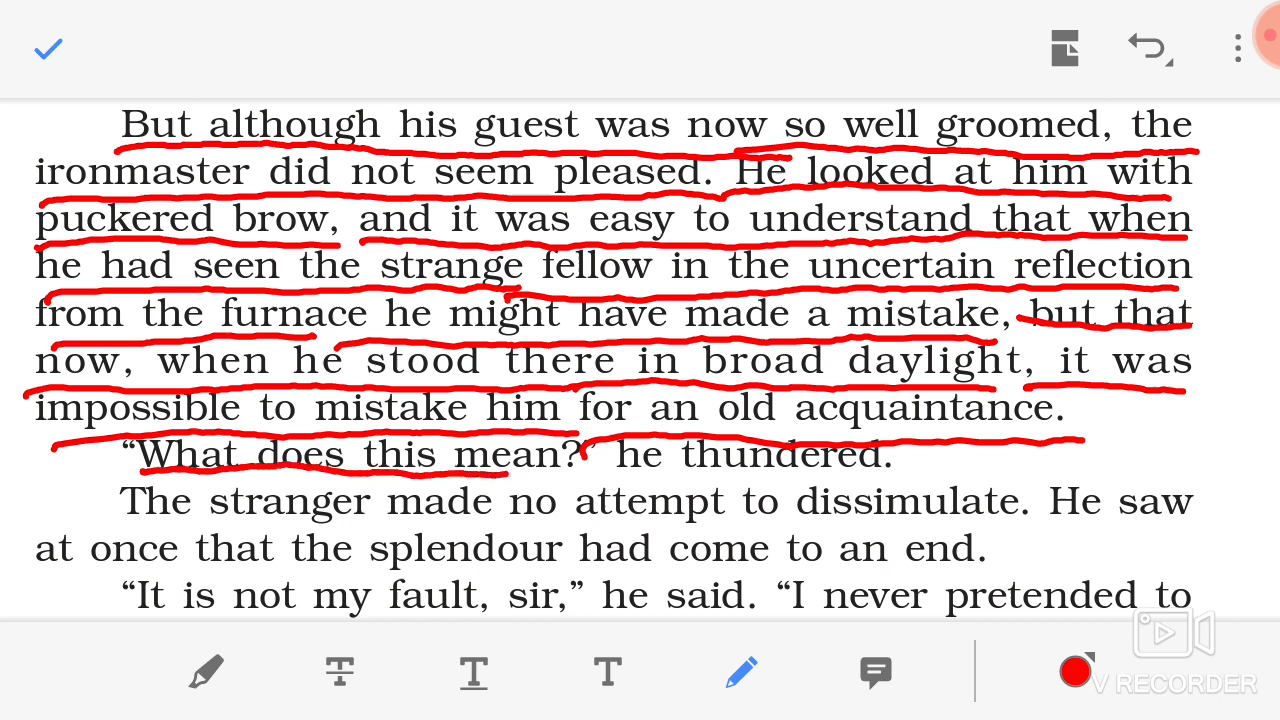 But although his guest was now so well groomed, the
ironmaster did not seem pleased. He looked at him with
puckered brow, and it was easy to understand that when
he had seen the strange fellow in the uncertain reflection
from the furnace he might have made a mistake, but that
now, when he stood there in broad daylight, it was
impossible to mistake him for an old acquaintance.
“What does this mean?” he thundered.
The stranger made no attempt to dissimulate. He saw
at once that the splendour had come to an end.
“It is not my fault, sir,” he said. “I never pretended to
T T T
V RECORDER